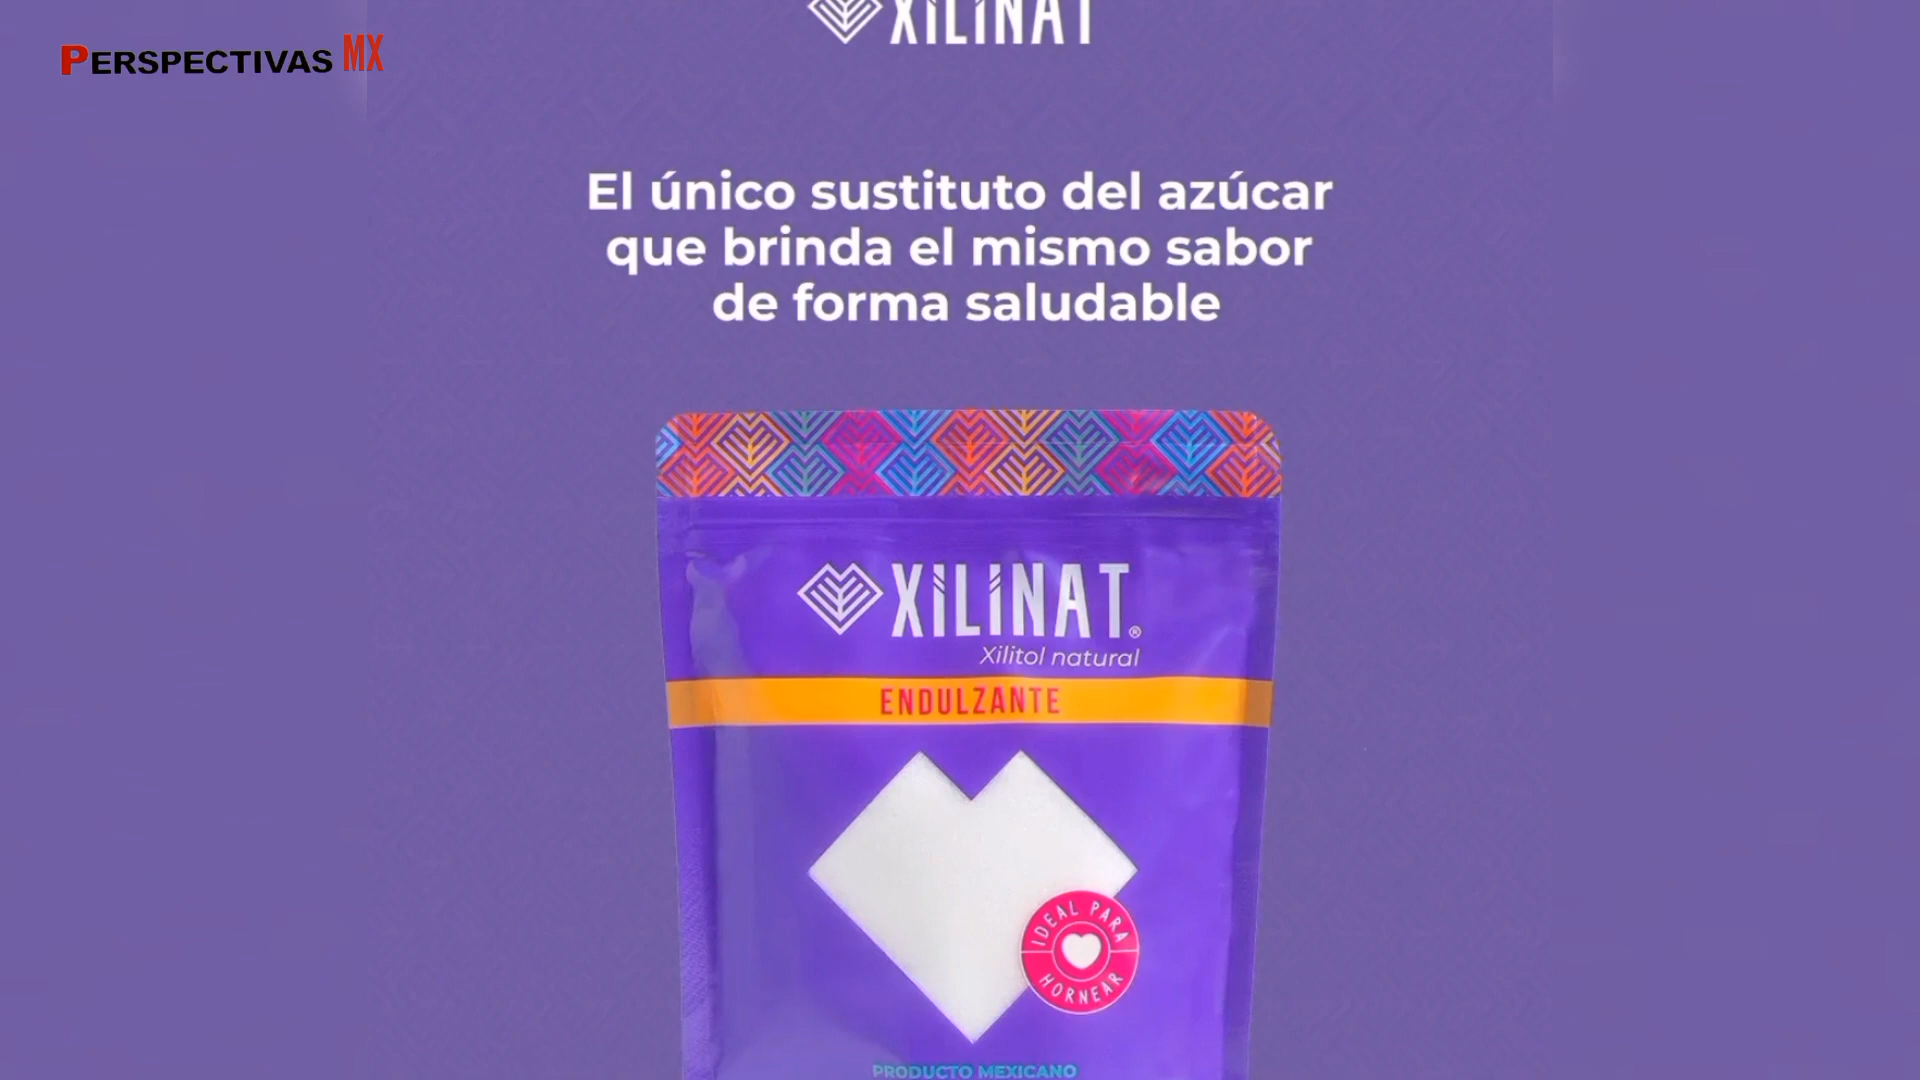 PERSPECTIVAS MX
XILINAT
El único sustituto del azúcar
que brinda el mismo sabor
de forma saludable
XILINAT®
Xilitol natural
ENDULZANTE
IDEAL PARA
HORNEAR
PRODUCTO MEXICANO